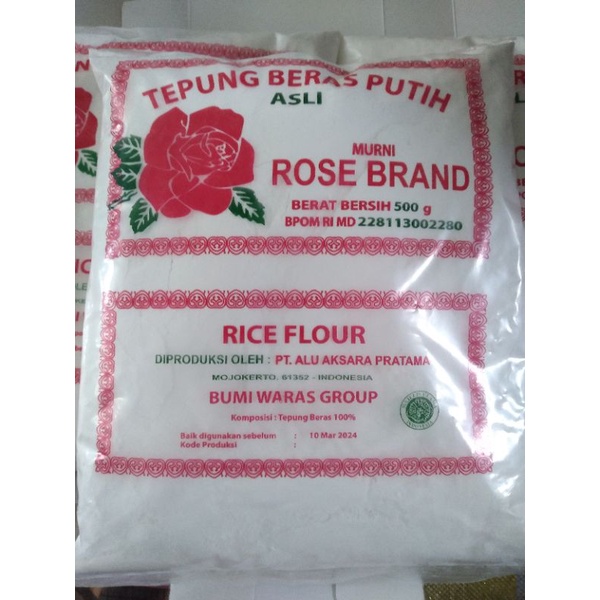 TEPUNG BERAS PUTIH
ASLI
MURNI
ROSE BRAND
BERAT BERSIH 500 g
BPOM RI MD 228113002280
RICE FLOUR
DIPRODUKSI OLEH : PT. ALU AKSARA PRATAMA
MOJOKERTO. 61352 - INDONESIA
BUMI WARAS GROUP
Komposisi : Tepung Beras 100%
Baik digunakan sebelum : 10 Mar 2024
Kode Produksi :